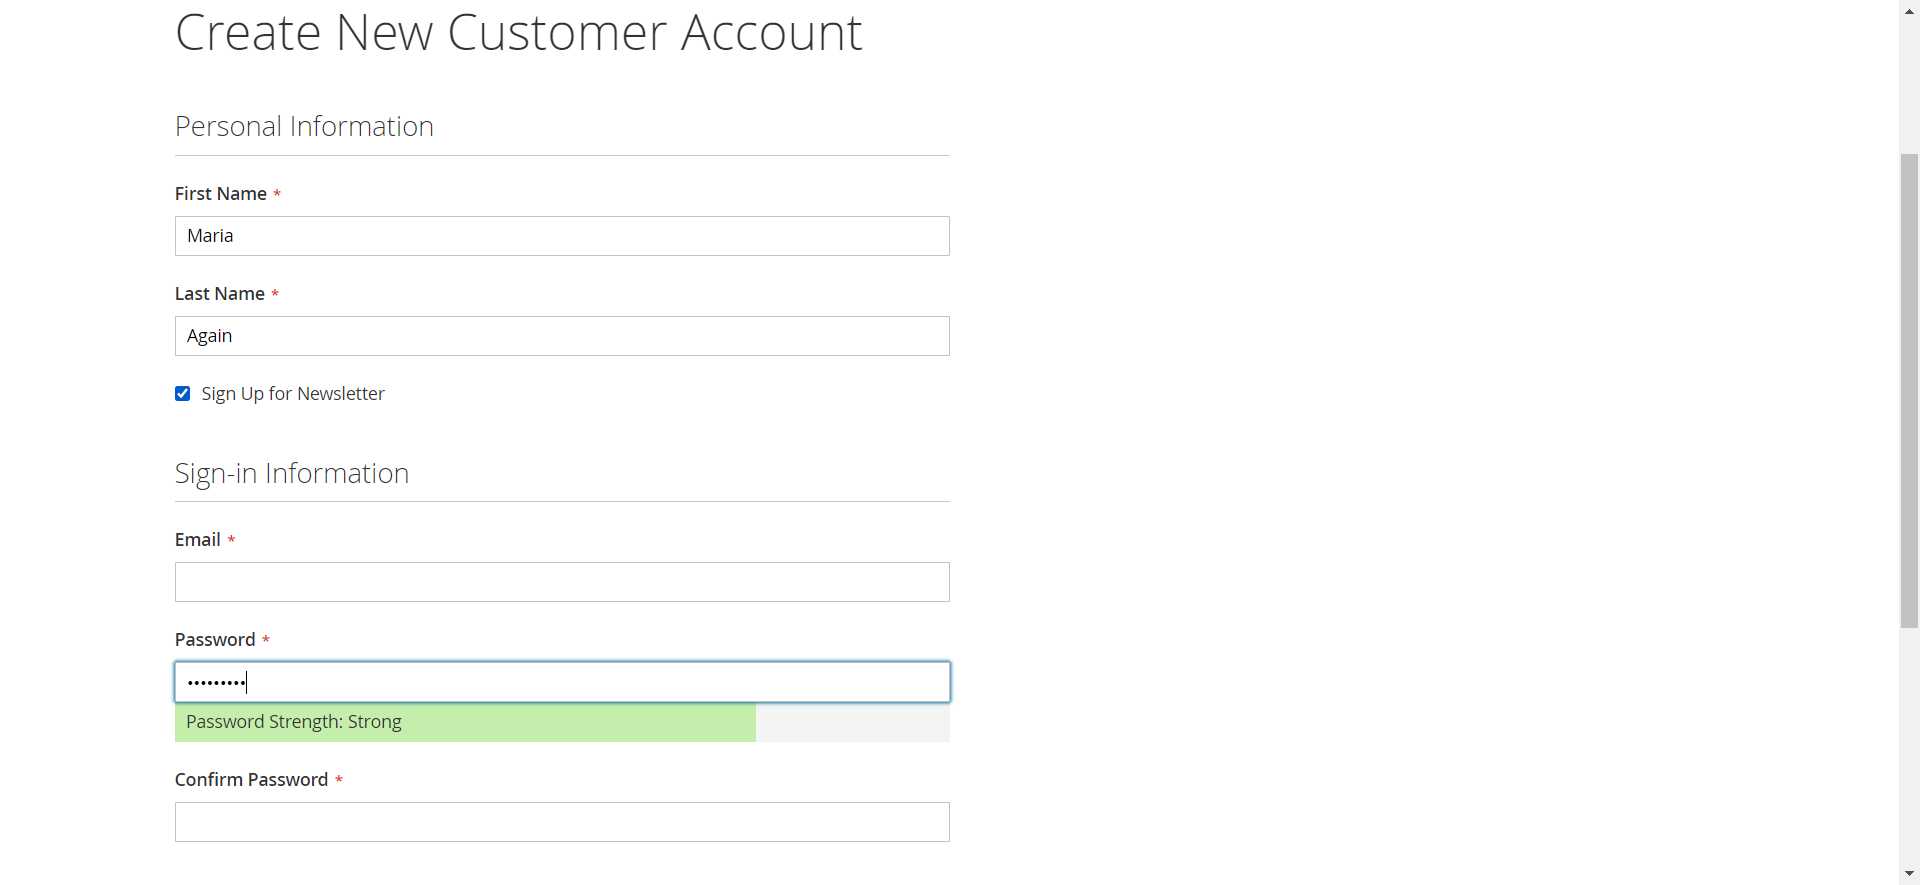 Create New Customer Account
Personal Information
First Name *
Maria
Last Name *
Again
Sign Up for Newsletter
Sign-in Information
Email *
Password *
•••••••••
Password Strength: Strong
Confirm Password *